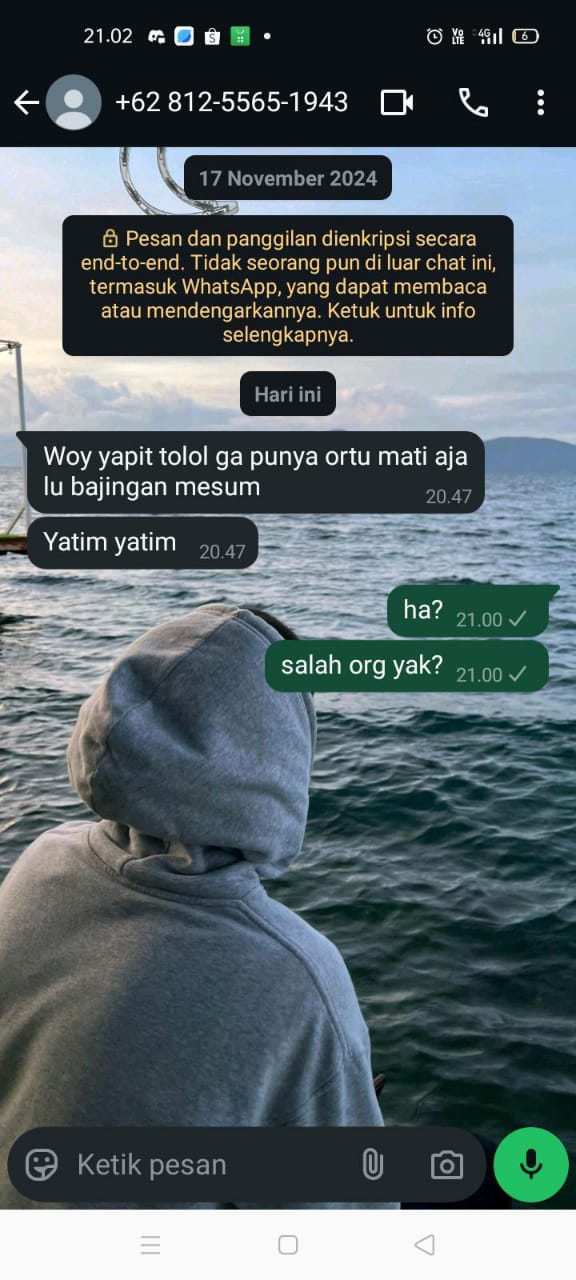 21.02
VoLTE 4G 6
+62 812-5565-1943
17 November 2024
Pesan dan panggilan dienkripsi secara
end-to-end. Tidak seorang pun di luar chat ini,
termasuk WhatsApp, yang dapat membaca
atau mendengarkannya. Ketuk untuk info
selengkapnya.
Hari ini
Woy yapit tolol ga punya ortu mati aja
lu bajingan mesum
20.47
Yatim yatim 20.47
ha? 21.00
salah org yak? 21.00
Ketik pesan